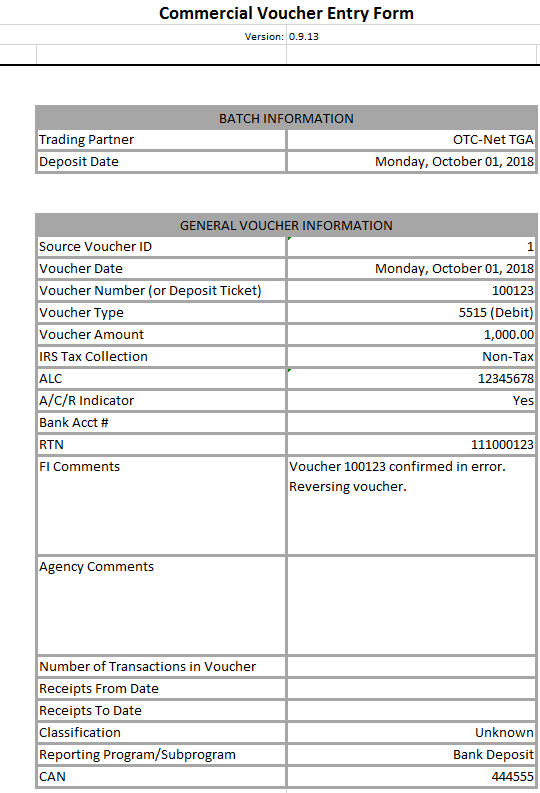 Commercial Voucher Entry Form
Version: 0.9.13
BATCH INFORMATION
Trading Partner OTC-Net TGA
Deposit Date Monday, October 01, 2018
GENERAL VOUCHER INFORMATION
Source Voucher ID 1
Voucher Date Monday, October 01, 2018
Voucher Number (or Deposit Ticket) 100123
Voucher Type 5515 (Debit)
Voucher Amount 1,000.00
IRS Tax Collection Non-Tax
ALC 12345678
A/C/R Indicator Yes
Bank Acct #
RTN 111000123
FI Comments Voucher 100123 confirmed in error.
Reversing voucher.
Agency Comments
Number of Transactions in Voucher
Receipts From Date
Receipts To Date
Classification Unknown
Reporting Program/Subprogram Bank Deposit
CAN 444555